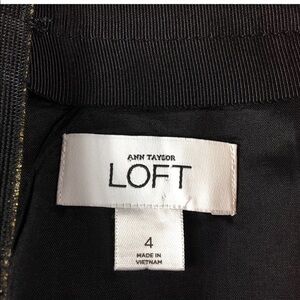 ANN TAYLOR
LOFT
4
MADE IN
VIETNAM